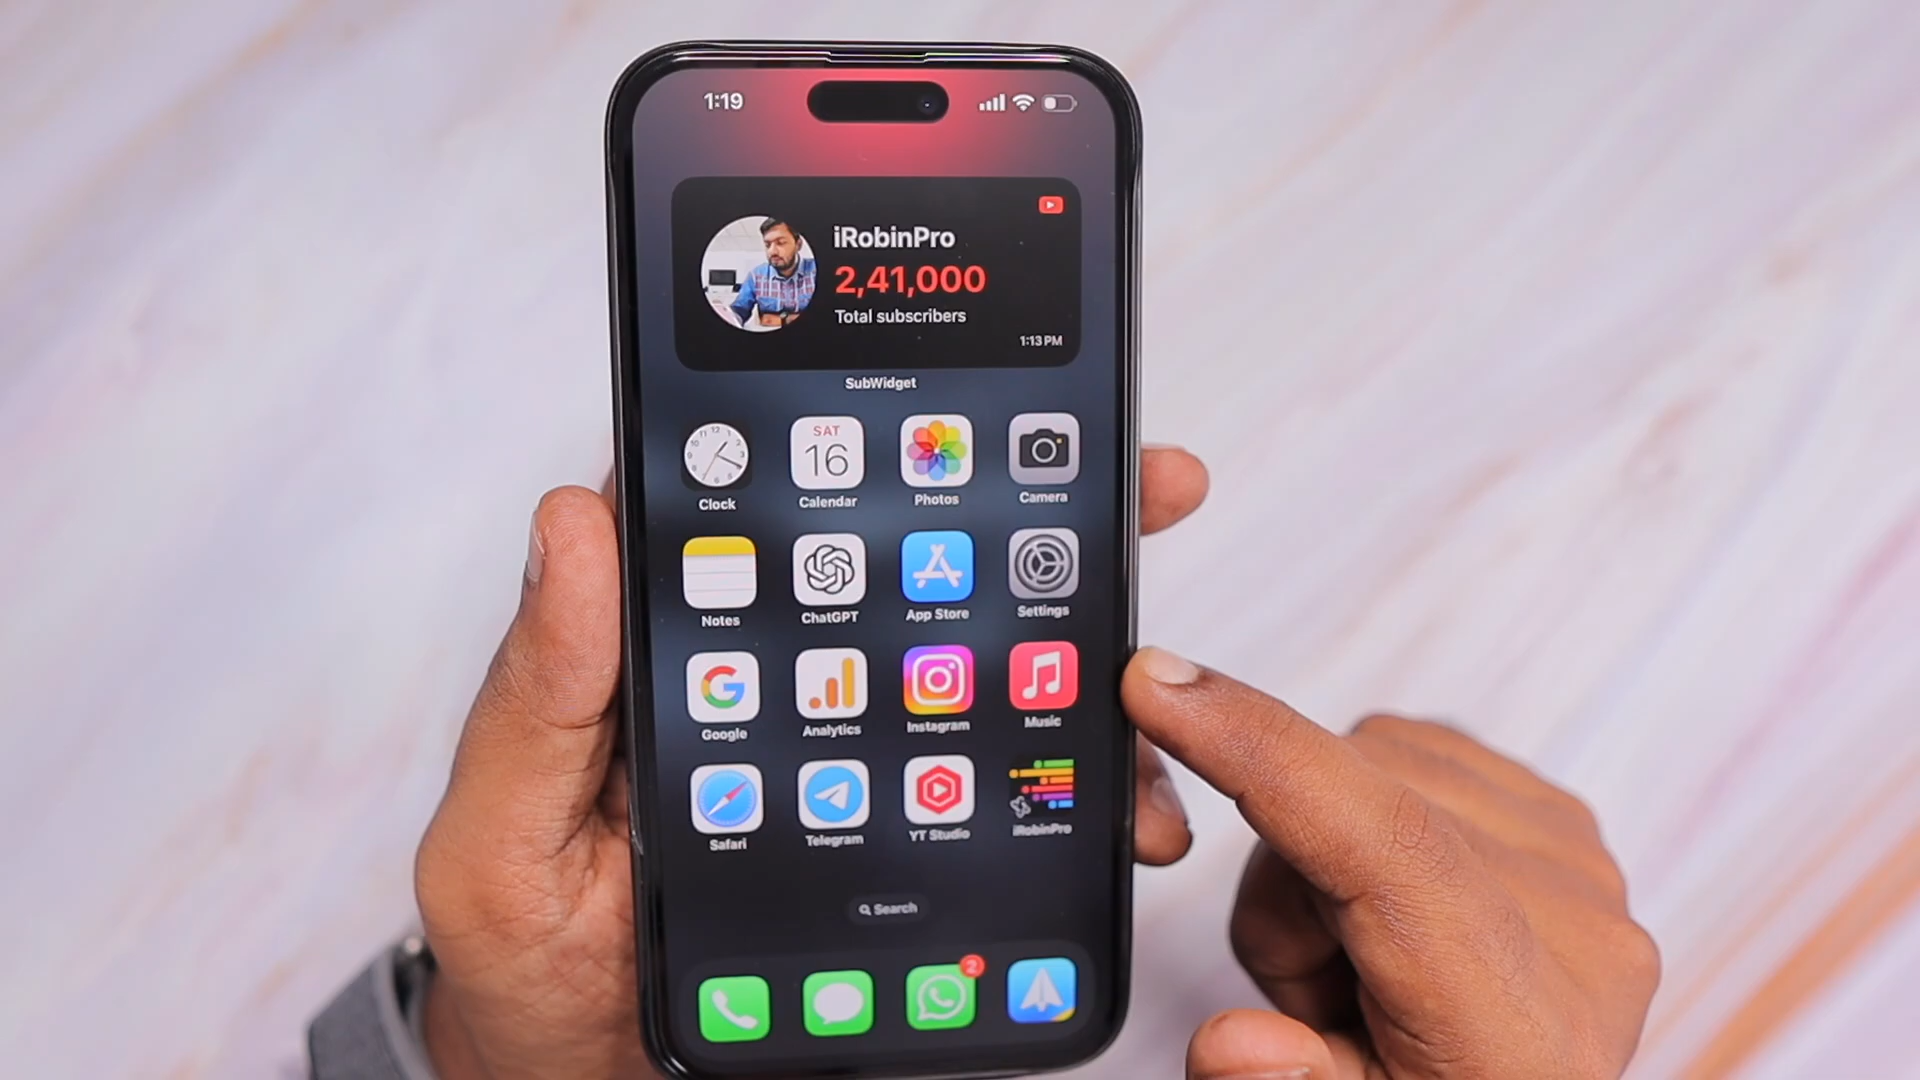 1:19
iRobinPro
2,41,000
Total subscribers
1:13 PM
SubWidget
SAT
16
Clock
Calendar
Photos
Camera
Notes
ChatGPT
App Store
Settings
Google
Analytics
Instagram
Music
Safari
Telegram
YT Studio
iRobinPro
Search
2